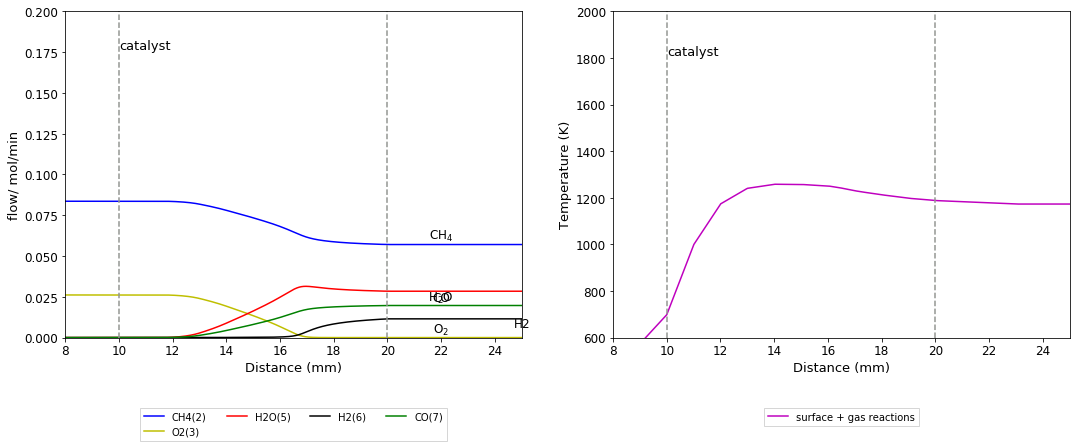 0.200
0.175
0.150
0.125
0.100
0.075
0.050
0.025
0.000
flow/ mol/min
catalyst
CH₄
H₂O
CO
O₂
H2
8 10 12 14 16 18 20 22 24
Distance (mm)
CH4(2) H2O(5) H2(6) CO(7)
O2(3)
2000
1800
1600
1400
1200
1000
800
600
Temperature (K)
catalyst
8 10 12 14 16 18 20 22 24
Distance (mm)
surface + gas reactions